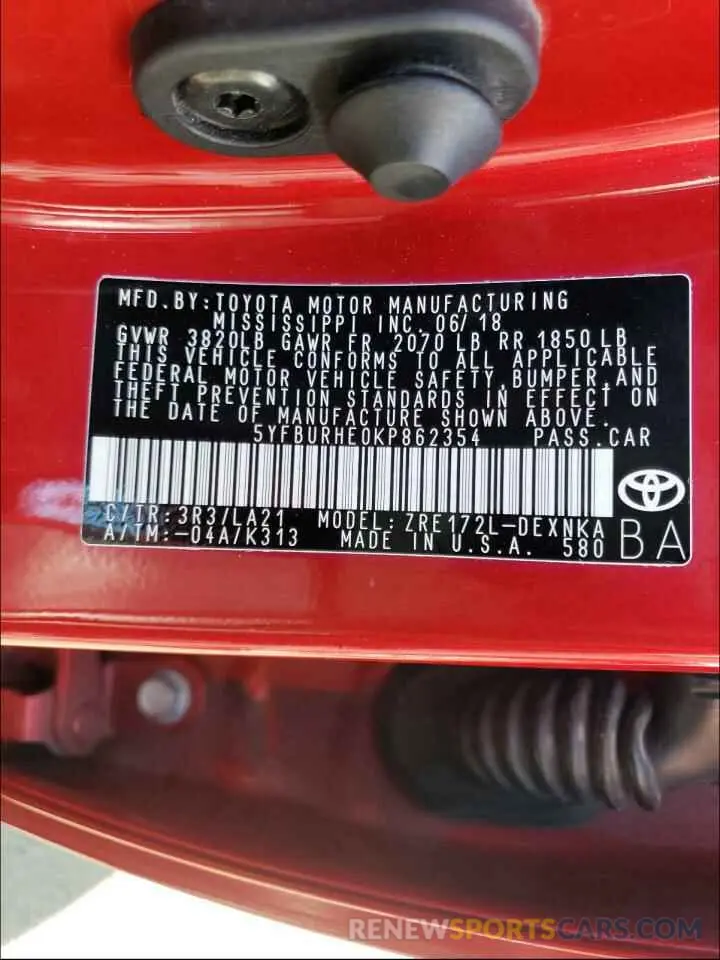 MFD.BY:TOYOTA MOTOR MANUFACTURING
MISSISSIPPI INC. 06/18
GVWR 3820LB GAWR FR 2070 LB RR 1850 LB
THIS VEHICLE CONFORMS TO ALL APPLICABLE
FEDERAL MOTOR VEHICLE SAFETY,BUMPER,AND
THEFT PREVENTION STANDARDS IN EFFECT ON
THE DATE OF MANUFACTURE SHOWN ABOVE.
5YFBURHE0KP862354 PASS.CAR
C/TR:3R3/LA21 MODEL: ZRE172L-DEXNKA
A/TM:-04A/K313 MADE IN U.S.A. 580 BA
RENEWSPORTSCARS.COM